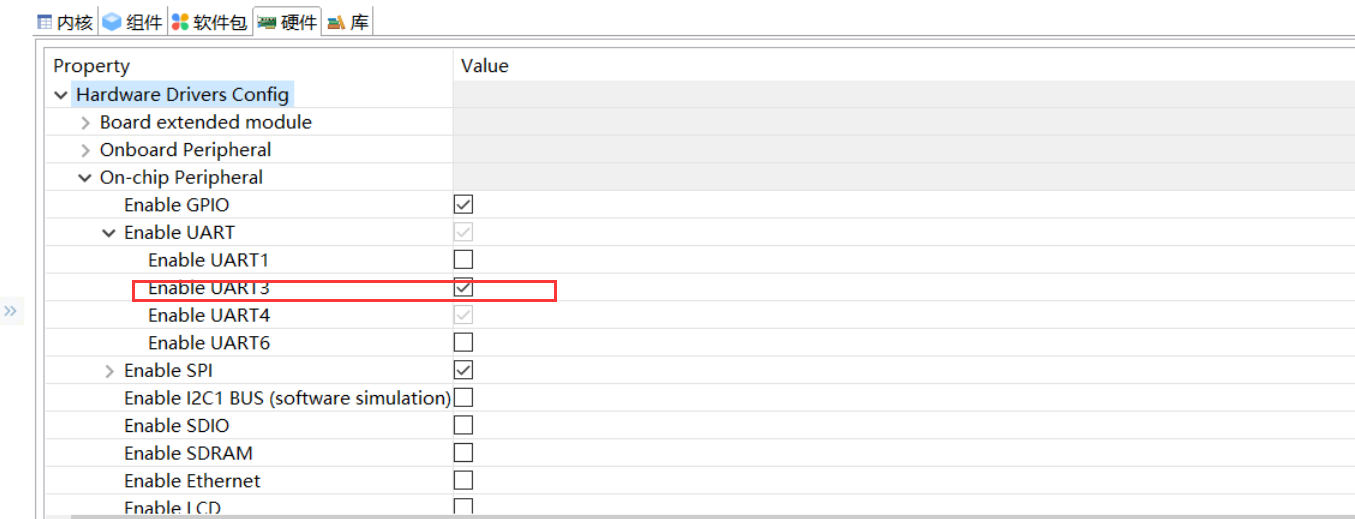 内核 组件 软件包 硬件 库
Property Value
Hardware Drivers Config
Board extended module
Onboard Peripheral
On-chip Peripheral
Enable GPIO
Enable UART
Enable UART1
Enable UART3
Enable UART4
Enable UART6
Enable SPI
Enable I2C1 BUS (software simulation)
Enable SDIO
Enable SDRAM
Enable Ethernet
Enable LCD